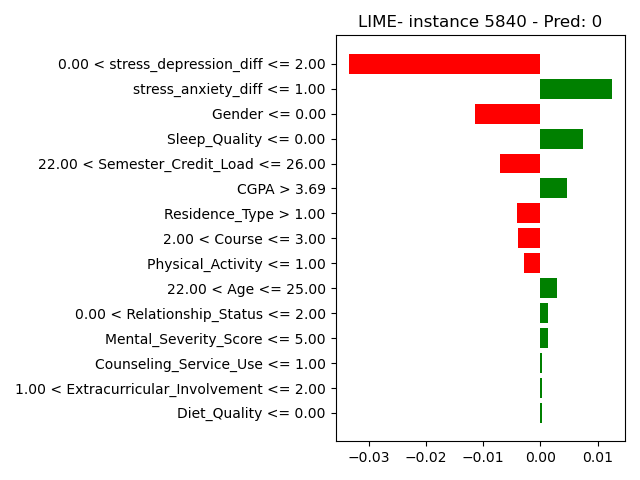 LIME- instance 5840 - Pred: 0
0.00 < stress_depression_diff <= 2.00
stress_anxiety_diff <= 1.00
Gender <= 0.00
Sleep_Quality <= 0.00
22.00 < Semester_Credit_Load <= 26.00
CGPA > 3.69
Residence_Type > 1.00
2.00 < Course <= 3.00
Physical_Activity <= 1.00
22.00 < Age <= 25.00
0.00 < Relationship_Status <= 2.00
Mental_Severity_Score <= 5.00
Counseling_Service_Use <= 1.00
1.00 < Extracurricular_Involvement <= 2.00
Diet_Quality <= 0.00
−0.03 −0.02 −0.01 0.00 0.01